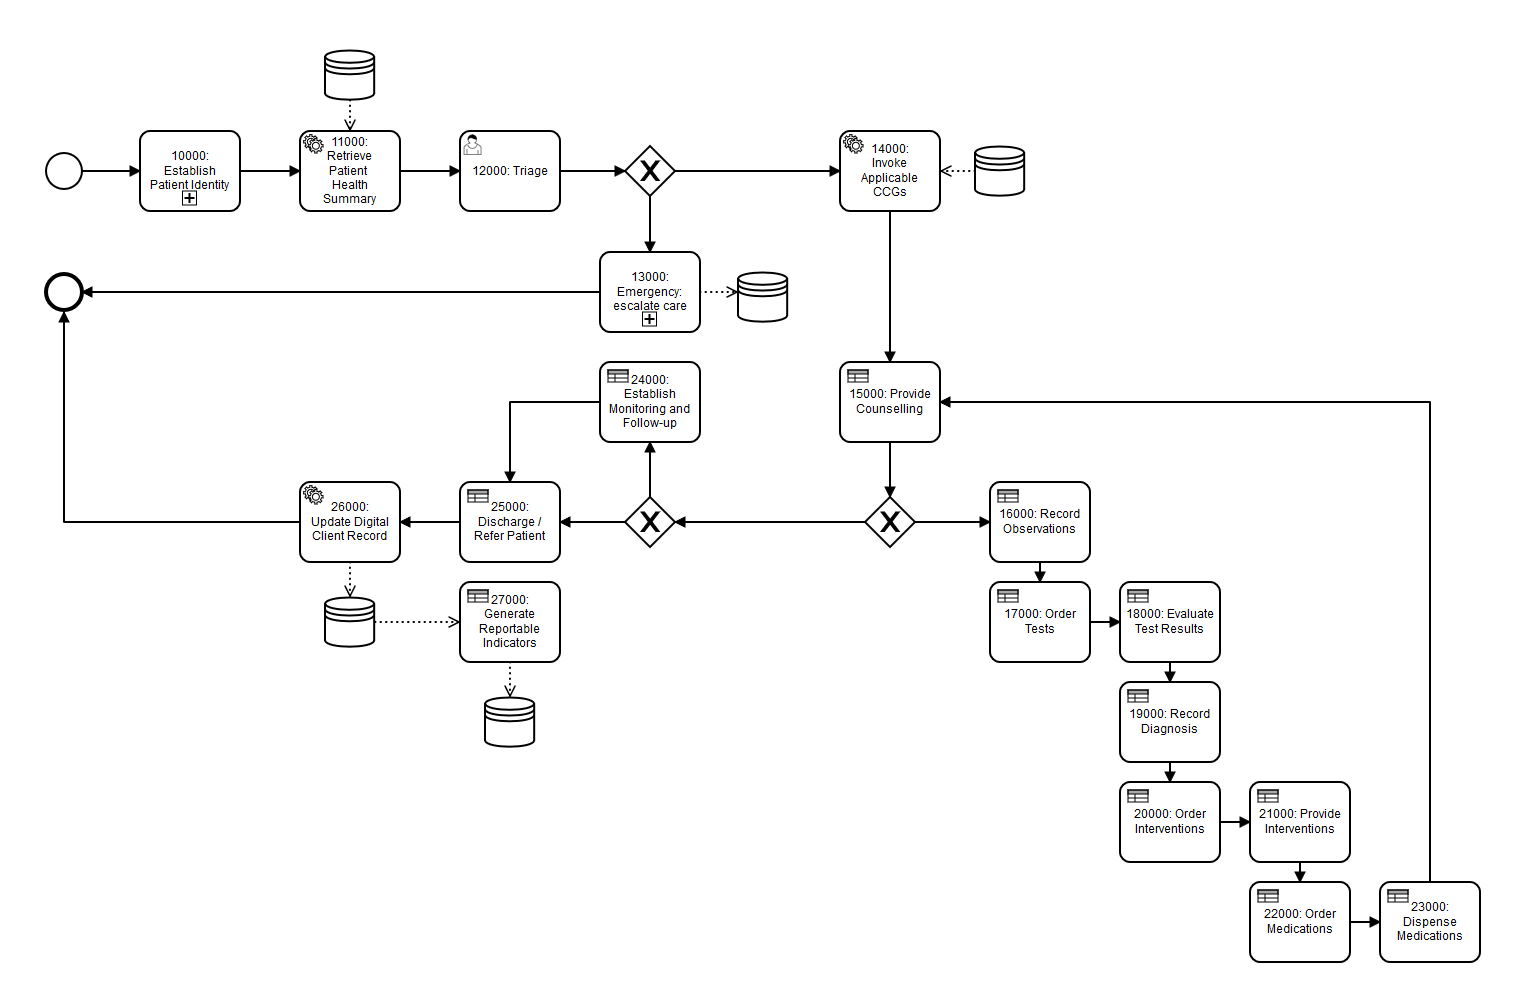 10000:
Establish
Patient Identity
11000:
Retrieve
Patient
Health
Summary
12000: Triage
14000:
Invoke
Applicable
CCGs
13000:
Emergency:
escalate care
24000:
Establish
Monitoring and
Follow-up
15000: Provide
Counselling
26000:
Update Digital
Client Record
25000:
Discharge /
Refer Patient
16000: Record
Observations
27000:
Generate
Reportable
Indicators
17000: Order
Tests
18000: Evaluate
Test Results
19000: Record
Diagnosis
20000: Order
Interventions
21000: Provide
Interventions
22000: Order
Medications
23000:
Dispense
Medications